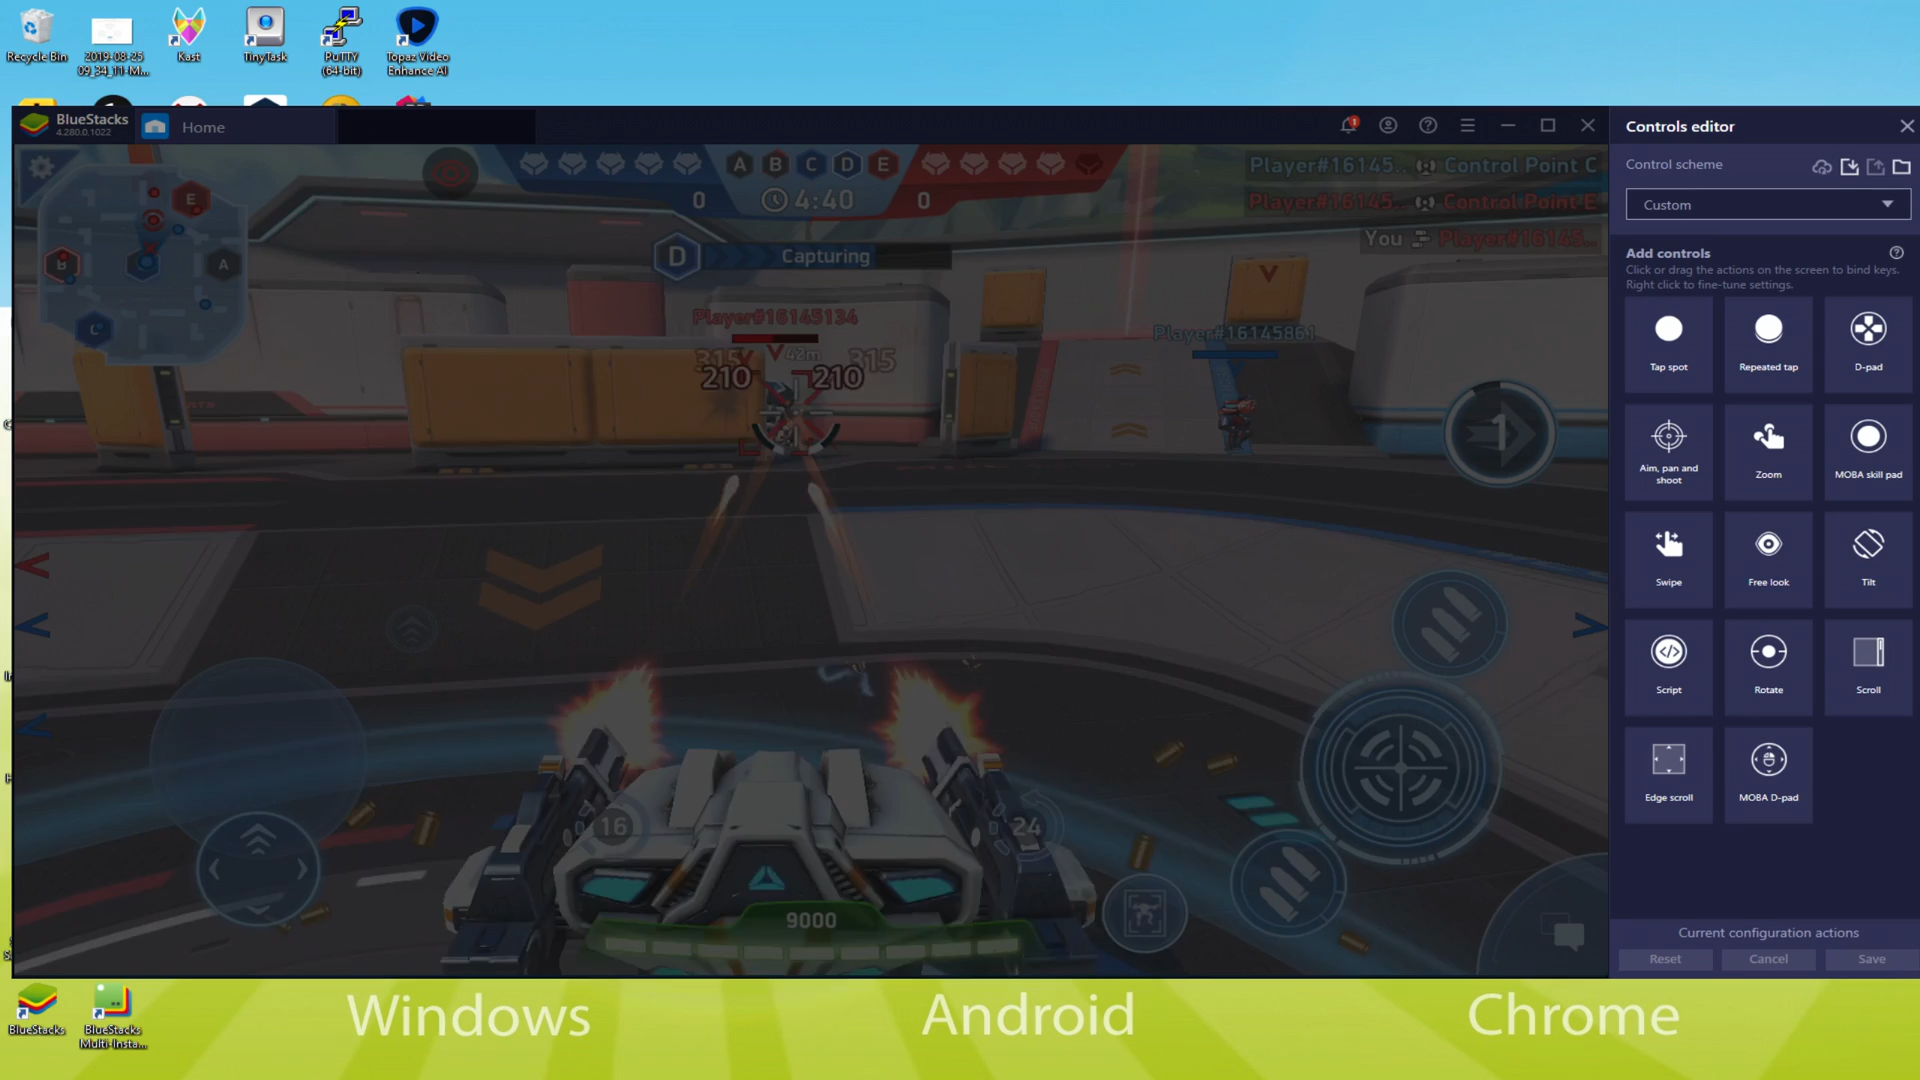 Recycle Bin
2019-08-25
09_34_11-M...
Kast
TinyTask
PuTTY
(64-bit)
Topaz Video
Enhance AI
BlueStacks
4.280.0.1022
Home
1
Controls editor
Control scheme
Custom
Add controls
Click or drag the actions on the screen to bind keys.
Right click to fine-tune settings.
Tap spot
Repeated tap
D-pad
Aim, pan and
shoot
Zoom
MOBA skill pad
Swipe
Free look
Tilt
Script
Rotate
Scroll
Edge scroll
MOBA D-pad
Current configuration actions
Reset
Cancel
Save
A B C D E
0
4:40
0
Player#16145.. Control Point C
Player#16145.. Control Point E
You Player#16145..
E
B
A
D
Capturing
Player#16145134
42m
315
315
210
210
Player#16145861
1
16
24
9000
BlueStacks
BlueStacks
Multi-Insta...
Windows
Android
Chrome